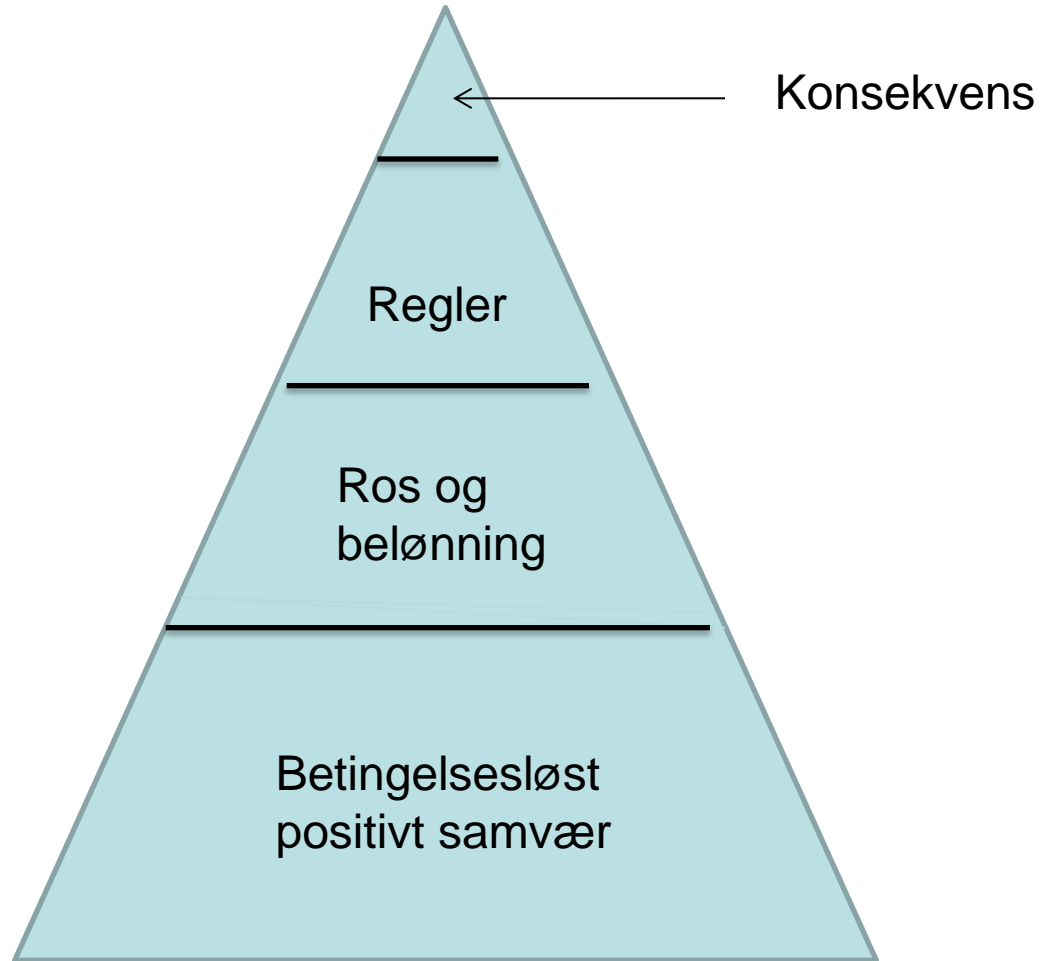 Konsekvens
Regler
Ros og
belønning
Betingelsesløst
positivt samvær